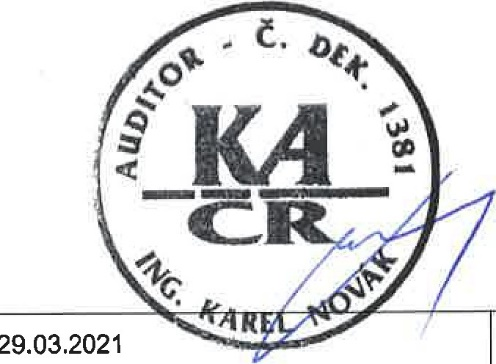 AUDITOR - Č. DEK. 1381
KA
ČR
ING. KAREL NOVÁK
29.03.2021